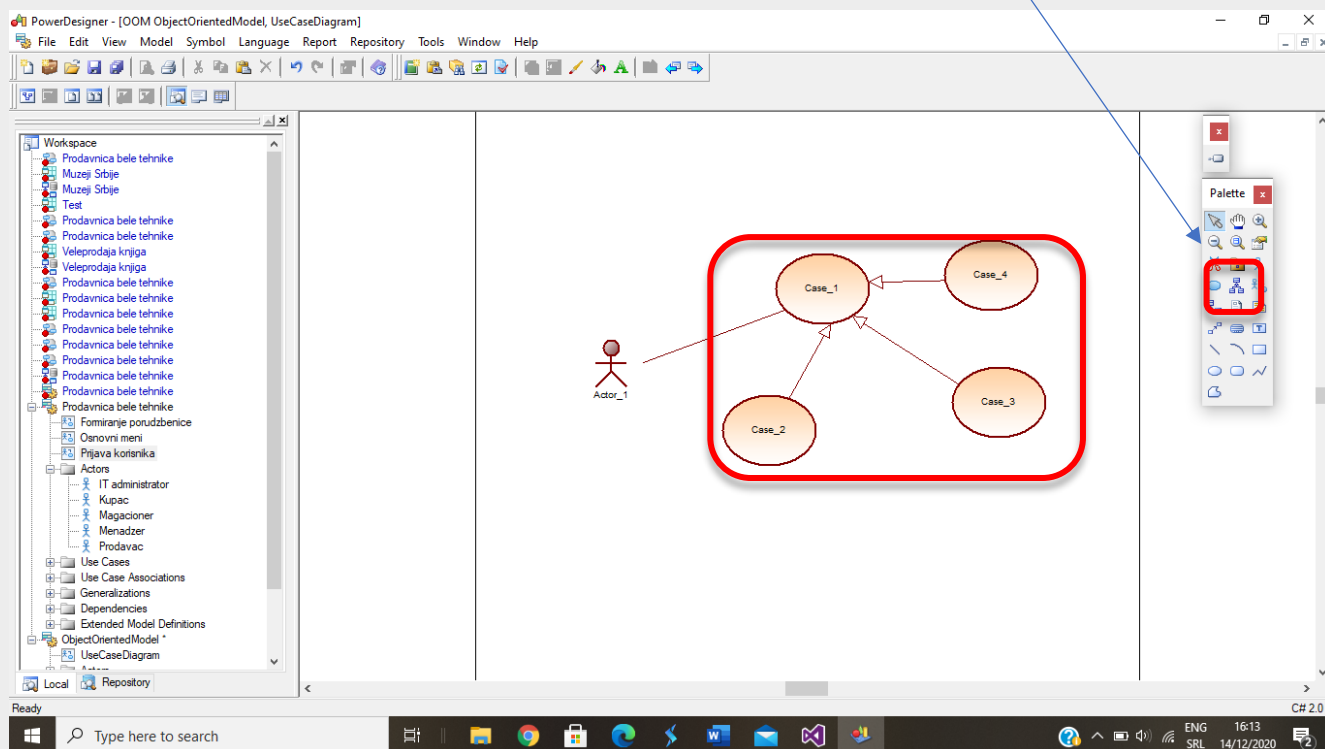 PowerDesigner - [OOM ObjectOrientedModel, UseCaseDiagram]
File Edit View Model Symbol Language Report Repository Tools Window Help
Workspace
Prodavnica bele tehnike
Muzeji Srbije
Muzeji Srbije
Test
Prodavnica bele tehnike
Prodavnica bele tehnike
Veleprodaja knjiga
Veleprodaja knjiga
Prodavnica bele tehnike
Prodavnica bele tehnike
Prodavnica bele tehnike
Prodavnica bele tehnike
Prodavnica bele tehnike
Prodavnica bele tehnike
Prodavnica bele tehnike
Prodavnica bele tehnike
Prodavnica bele tehnike
Formiranje porudzbenice
Osnovni meni
Prijava korisnika
Actors
IT administrator
Kupac
Magacioner
Menadzer
Prodavac
Use Cases
Use Case Associations
Generalizations
Dependencies
Extended Model Definitions
ObjectOrientedModel *
UseCaseDiagram
Local Repository
Palette
Case_4
Case_1
Actor_1
Case_3
Case_2
Ready
C# 2.0
Type here to search
ENG
SRL
16:13
14/12/2020